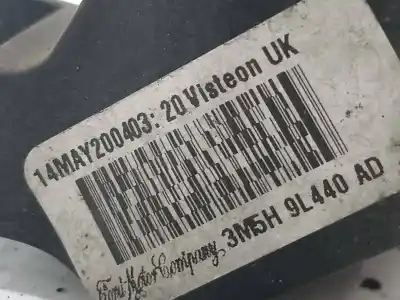 14MAY200403:20 Visteon UK
Ford Motor Company 3M5H 9L440 AD